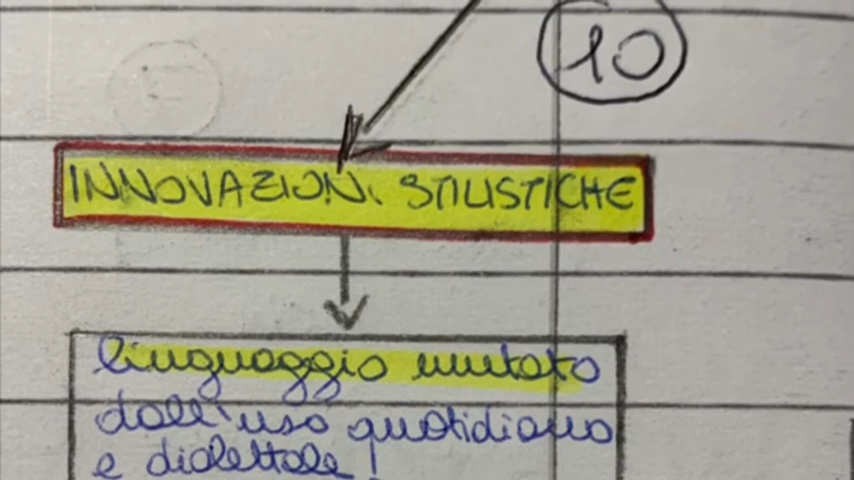 10
INNOVAZIONI STILISTICHE
linguaggio mutato
dall'uso quotidiano
e dialettale!